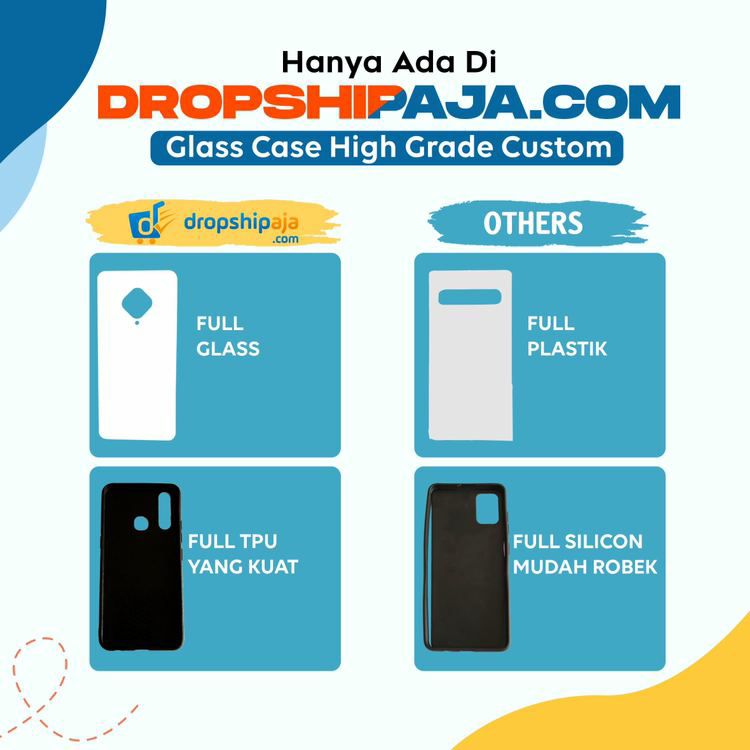 Hanya Ada Di
DROPSHIPAJA.COM
Glass Case High Grade Custom
dropshipaja
.com
OTHERS
FULL
GLASS
FULL
PLASTIK
FULL TPU
YANG KUAT
FULL SILICON
MUDAH ROBEK